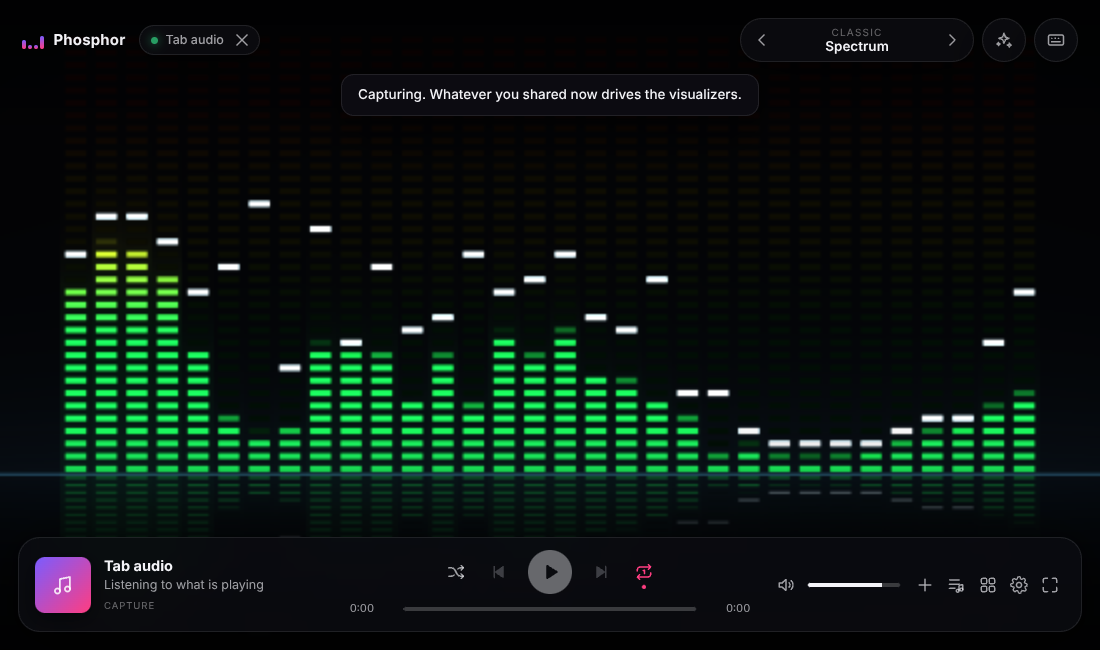 Phosphor
Tab audio
CLASSIC
Spectrum
Capturing. Whatever you shared now drives the visualizers.
Tab audio
Listening to what is playing
CAPTURE
1
0:00
0:00